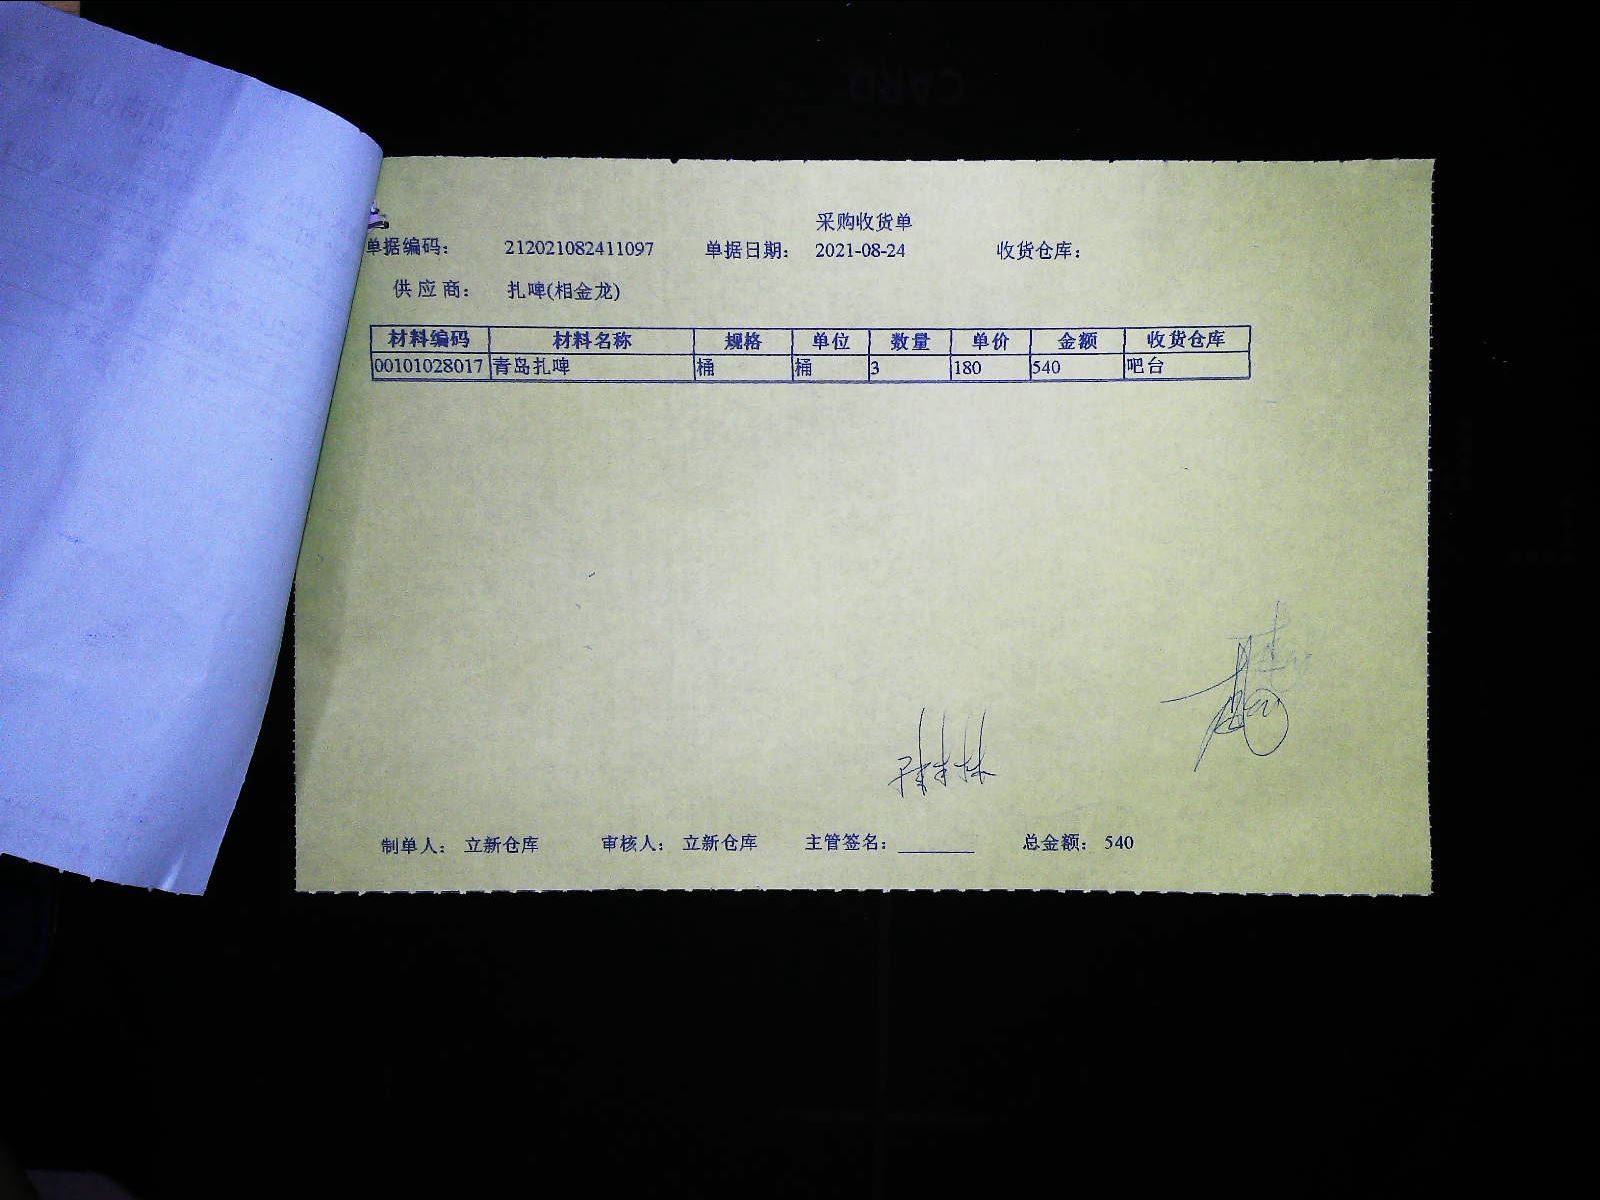 采购收货单
单据编码： 212021082411097 单据日期： 2021-08-24 收货仓库：
供应商： 扎啤(相金龙)
材料编码 材料名称 规格 单位 数量 单价 金额 收货仓库
00101028017 青岛扎啤 桶 桶 3 180 540 吧台
制单人： 立新仓库 审核人： 立新仓库 主管签名： 总金额： 540